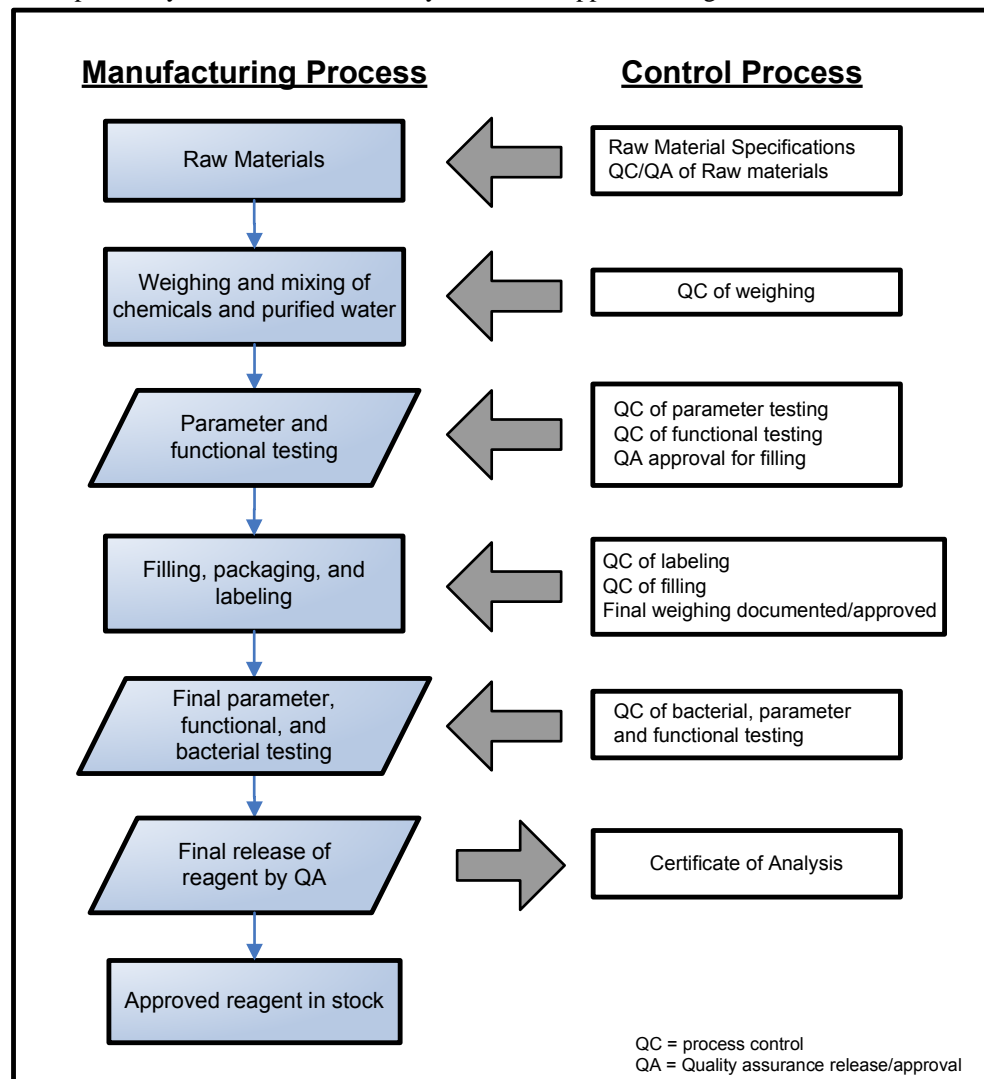 Manufacturing Process
Control Process
Raw Materials
Raw Material Specifications
QC/QA of Raw materials
Weighing and mixing of
chemicals and purified water
QC of weighing
Parameter and
functional testing
QC of parameter testing
QC of functional testing
QA approval for filling
Filling, packaging, and
labeling
QC of labeling
QC of filling
Final weighing documented/approved
Final parameter,
functional, and
bacterial testing
QC of bacterial, parameter
and functional testing
Final release of
reagent by QA
Certificate of Analysis
Approved reagent in stock
QC = process control
QA = Quality assurance release/approval